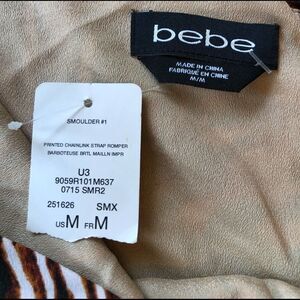 bebe
MADE IN CHINA
FABRIQUÉ EN CHINE
M/M
SMOULDER #1
PRINTED CHAINLINK STRAP ROMPER
BARBOTEUSE BRTL MAILLN IMPR
U3
9059R101M637
0715 SMR2
251626 SMX
US M FR M